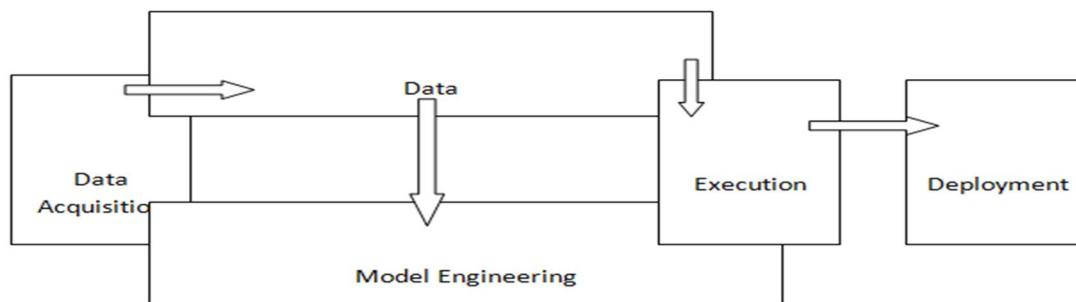 Data
Data
Acquisitio
Execution
Deployment
Model Engineering